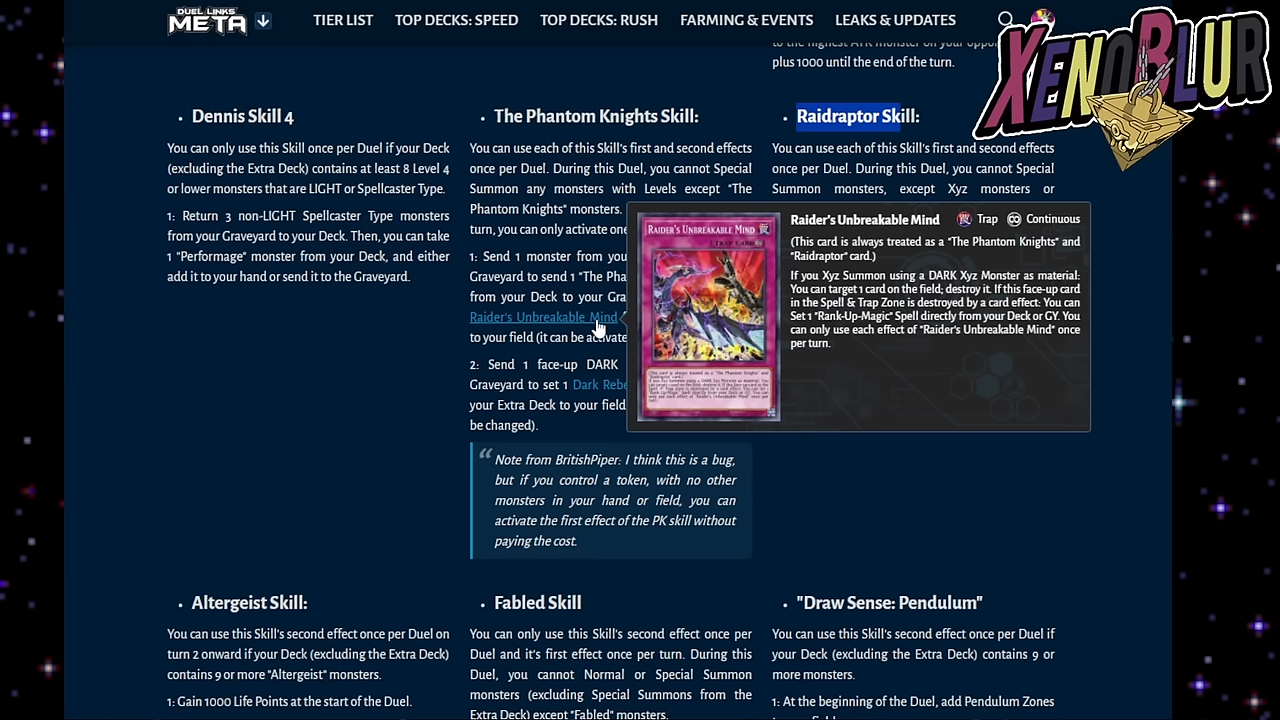 DUEL LINKS
META
TIER LIST
TOP DECKS: SPEED
TOP DECKS: RUSH
FARMING & EVENTS
LEAKS & UPDATES
XENOBLUR
to the highest ATK monster on your
plus 1000 until the end of the turn.
Dennis Skill 4
You can only use this Skill once per Duel if your Deck
(excluding the Extra Deck) contains at least 8 Level 4
or lower monsters that are LIGHT or Spellcaster Type.
1: Return 3 non-LIGHT Spellcaster Type monsters
from your Graveyard to your Deck. Then, you can take
1 "Performage" monster from your Deck, and either
add it to your hand or send it to the Graveyard.
The Phantom Knights Skill:
You can use each of this Skill's first and second effects
once per Duel. During this Duel, you cannot Special
Summon any monsters with Levels except "The
Phantom Knights" monsters.
turn, you can only activate one
1: Send 1 monster from you
Graveyard to send 1 "The Pha
from your Deck to your Gra
Raider's Unbreakable Mind
to your field (it can be activate
2: Send 1 face-up DARK
Graveyard to set 1 Dark Rebe
your Extra Deck to your field
be changed).
Note from BritishPiper: I think this is a bug,
but if you control a token, with no other
monsters in your hand or field, you can
activate the first effect of the PK skill without
paying the cost.
Raidraptor Skill:
You can use each of this Skill's first and second effects
once per Duel. During this Duel, you cannot Special
Summon monsters, except Xyz monsters or
RAIDER'S UNBREAKABLE MIND
TRAP CARD
Raider's Unbreakable Mind
Trap
Continuous
(This card is always treated as a "The Phantom Knights" and
"Raidraptor" card.)
If you Xyz Summon using a DARK Xyz Monster as material:
You can target 1 card on the field; destroy it. If this face-up card
in the Spell & Trap Zone is destroyed by a card effect: You can
Set 1 "Rank-Up-Magic" Spell directly from your Deck or GY. You
can only use each effect of "Raider's Unbreakable Mind" once
per turn.
Altergeist Skill:
You can use this Skill's second effect once per Duel on
turn 2 onward if your Deck (excluding the Extra Deck)
contains 9 or more "Altergeist" monsters.
1: Gain 1000 Life Points at the start of the Duel.
Fabled Skill
You can only use this Skill's second effect once per
Duel and it's first effect once per turn. During this
Duel, you cannot Normal or Special Summon
monsters (excluding Special Summons from the
Extra Deck) except "Fabled" monsters.
"Draw Sense: Pendulum"
You can use this Skill's second effect once per Duel if
your Deck (excluding the Extra Deck) contains 9 or
more monsters.
1: At the beginning of the Duel, add Pendulum Zones